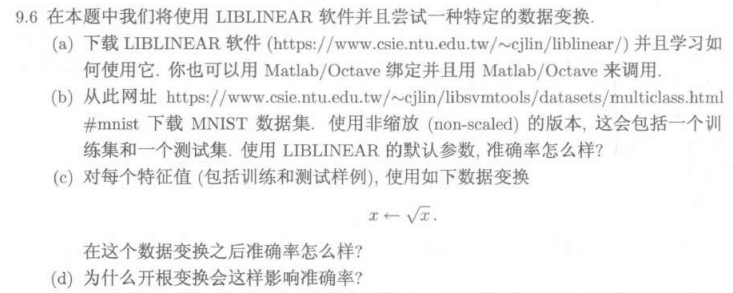 9.6 在本题中我们将使用 LIBLINEAR 软件并且尝试一种特定的数据变换.
(a) 下载 LIBLINEAR 软件 (https://www.csie.ntu.edu.tw/~cjlin/liblinear/) 并且学习如
何使用它. 你也可以用 Matlab/Octave 绑定并且用 Matlab/Octave 来调用.
(b) 从此网址 https://www.csie.ntu.edu.tw/~cjlin/libsvmtools/datasets/multiclass.html
#mnist 下载 MNIST 数据集. 使用非缩放 (non-scaled) 的版本, 这会包括一个训
练集和一个测试集. 使用 LIBLINEAR 的默认参数, 准确率怎么样?
(c) 对每个特征值 (包括训练和测试样例), 使用如下数据变换
x ← √x .
在这个数据变换之后准确率怎么样?
(d) 为什么开根变换会这样影响准确率?